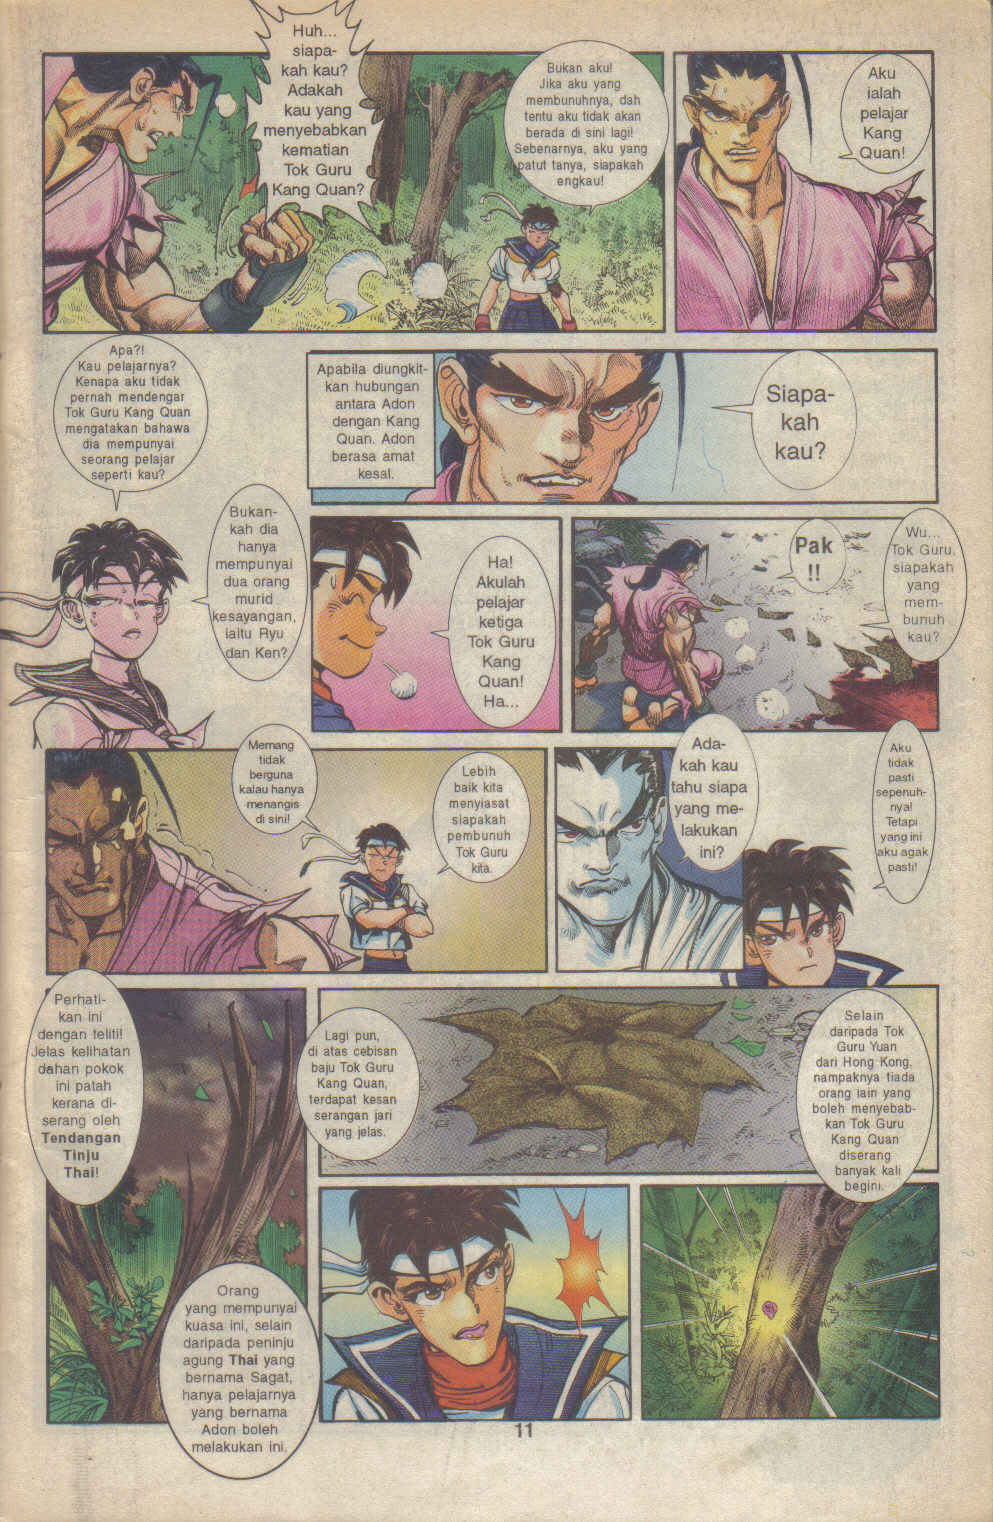 Huh...
siapa-
kah kau?
Adakah
kau yang
menyebabkan
kematian
Tok Guru
Kang Quan?
Bukan aku!
Jika aku yang
membunuhnya, dah
tentu aku tidak akan
berada di sini lagi!
Sebenarnya, aku yang
patut tanya, siapakah
engkau!
Aku
ialah
pelajar
Kang
Quan!
Apa?!
Kau pelajarnya?
Kenapa aku tidak
pernah mendengar
Tok Guru Kang Quan
mengatakan bahawa
dia mempunyai
seorang pelajar
seperti kau?
Bukan-
kah dia
hanya
mempunyai
dua orang
murid
kesayangan,
iaitu Ryu
dan Ken?
Apabila diungkit-
kan hubungan
antara Adon
dengan Kang
Quan. Adon
berasa amat
kesal.
Siapa-
kah
kau?
Ha!
Akulah
pelajar
ketiga
Tok Guru
Kang
Quan!
Ha...
Pak
!!
Wu...
Tok Guru,
siapakah
yang
mem-
bunuh
kau?
Memang
tidak
berguna
kalau hanya
menangis
di sini!
Lebih
baik kita
menyiasat
siapakah
pembunuh
Tok Guru
kita.
Ada-
kah kau
tahu siapa
yang me-
lakukan
ini?
Aku
tidak
pasti
sepenuh-
nya!
Tetapi
yang ini
aku agak
pasti!
Perhati-
kan ini
dengan teliti!
Jelas kelihatan
dahan pokok
ini patah
kerana di-
serang oleh
Tendangan
Tinju
Thai!
Orang
yang mempunyai
kuasa ini, selain
daripada peninju
agung Thai yang
bernama Sagat,
hanya pelajarnya
yang bernama
Adon boleh
melakukan ini.
Lagi pun,
di atas cebisan
baju Tok Guru
Kang Quan,
terdapat kesan
serangan jari
yang jelas.
Selain
daripada Tok
Guru Yuan
dari Hong Kong,
nampaknya tiada
orang lain yang
boleh menyebab-
kan Tok Guru
Kang Quan
diserang
banyak kali
begini.
11